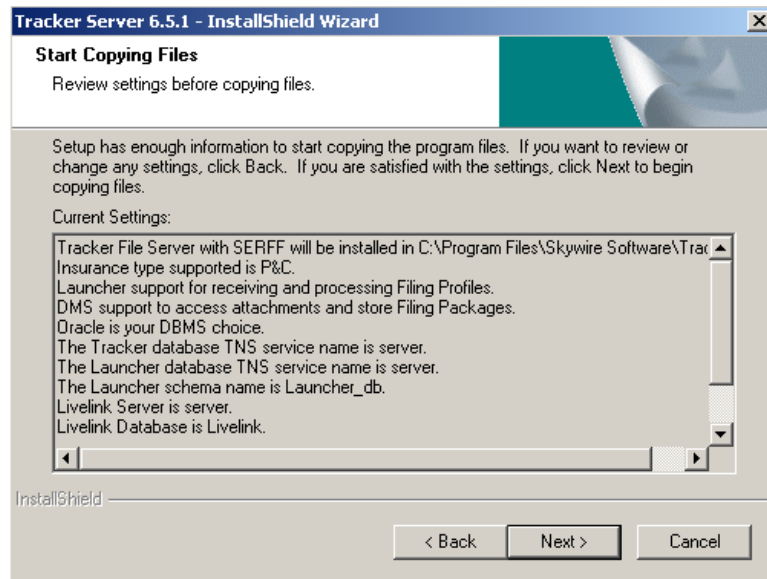 Tracker Server 6.5.1 - InstallShield Wizard
Start Copying Files
Review settings before copying files.
Setup has enough information to start copying the program files. If you want to review or
change any settings, click Back. If you are satisfied with the settings, click Next to begin
copying files.
Current Settings:
Tracker File Server with SERFF will be installed in C:\Program Files\Skywire Software\Trac
Insurance type supported is P&C.
Launcher support for receiving and processing Filing Profiles.
DMS support to access attachments and store Filing Packages.
Oracle is your DBMS choice.
The Tracker database TNS service name is server.
The Launcher database TNS service name is server.
The Launcher schema name is Launcher_db.
Livelink Server is server.
Livelink Database is Livelink.
InstallShield
< Back Next > Cancel